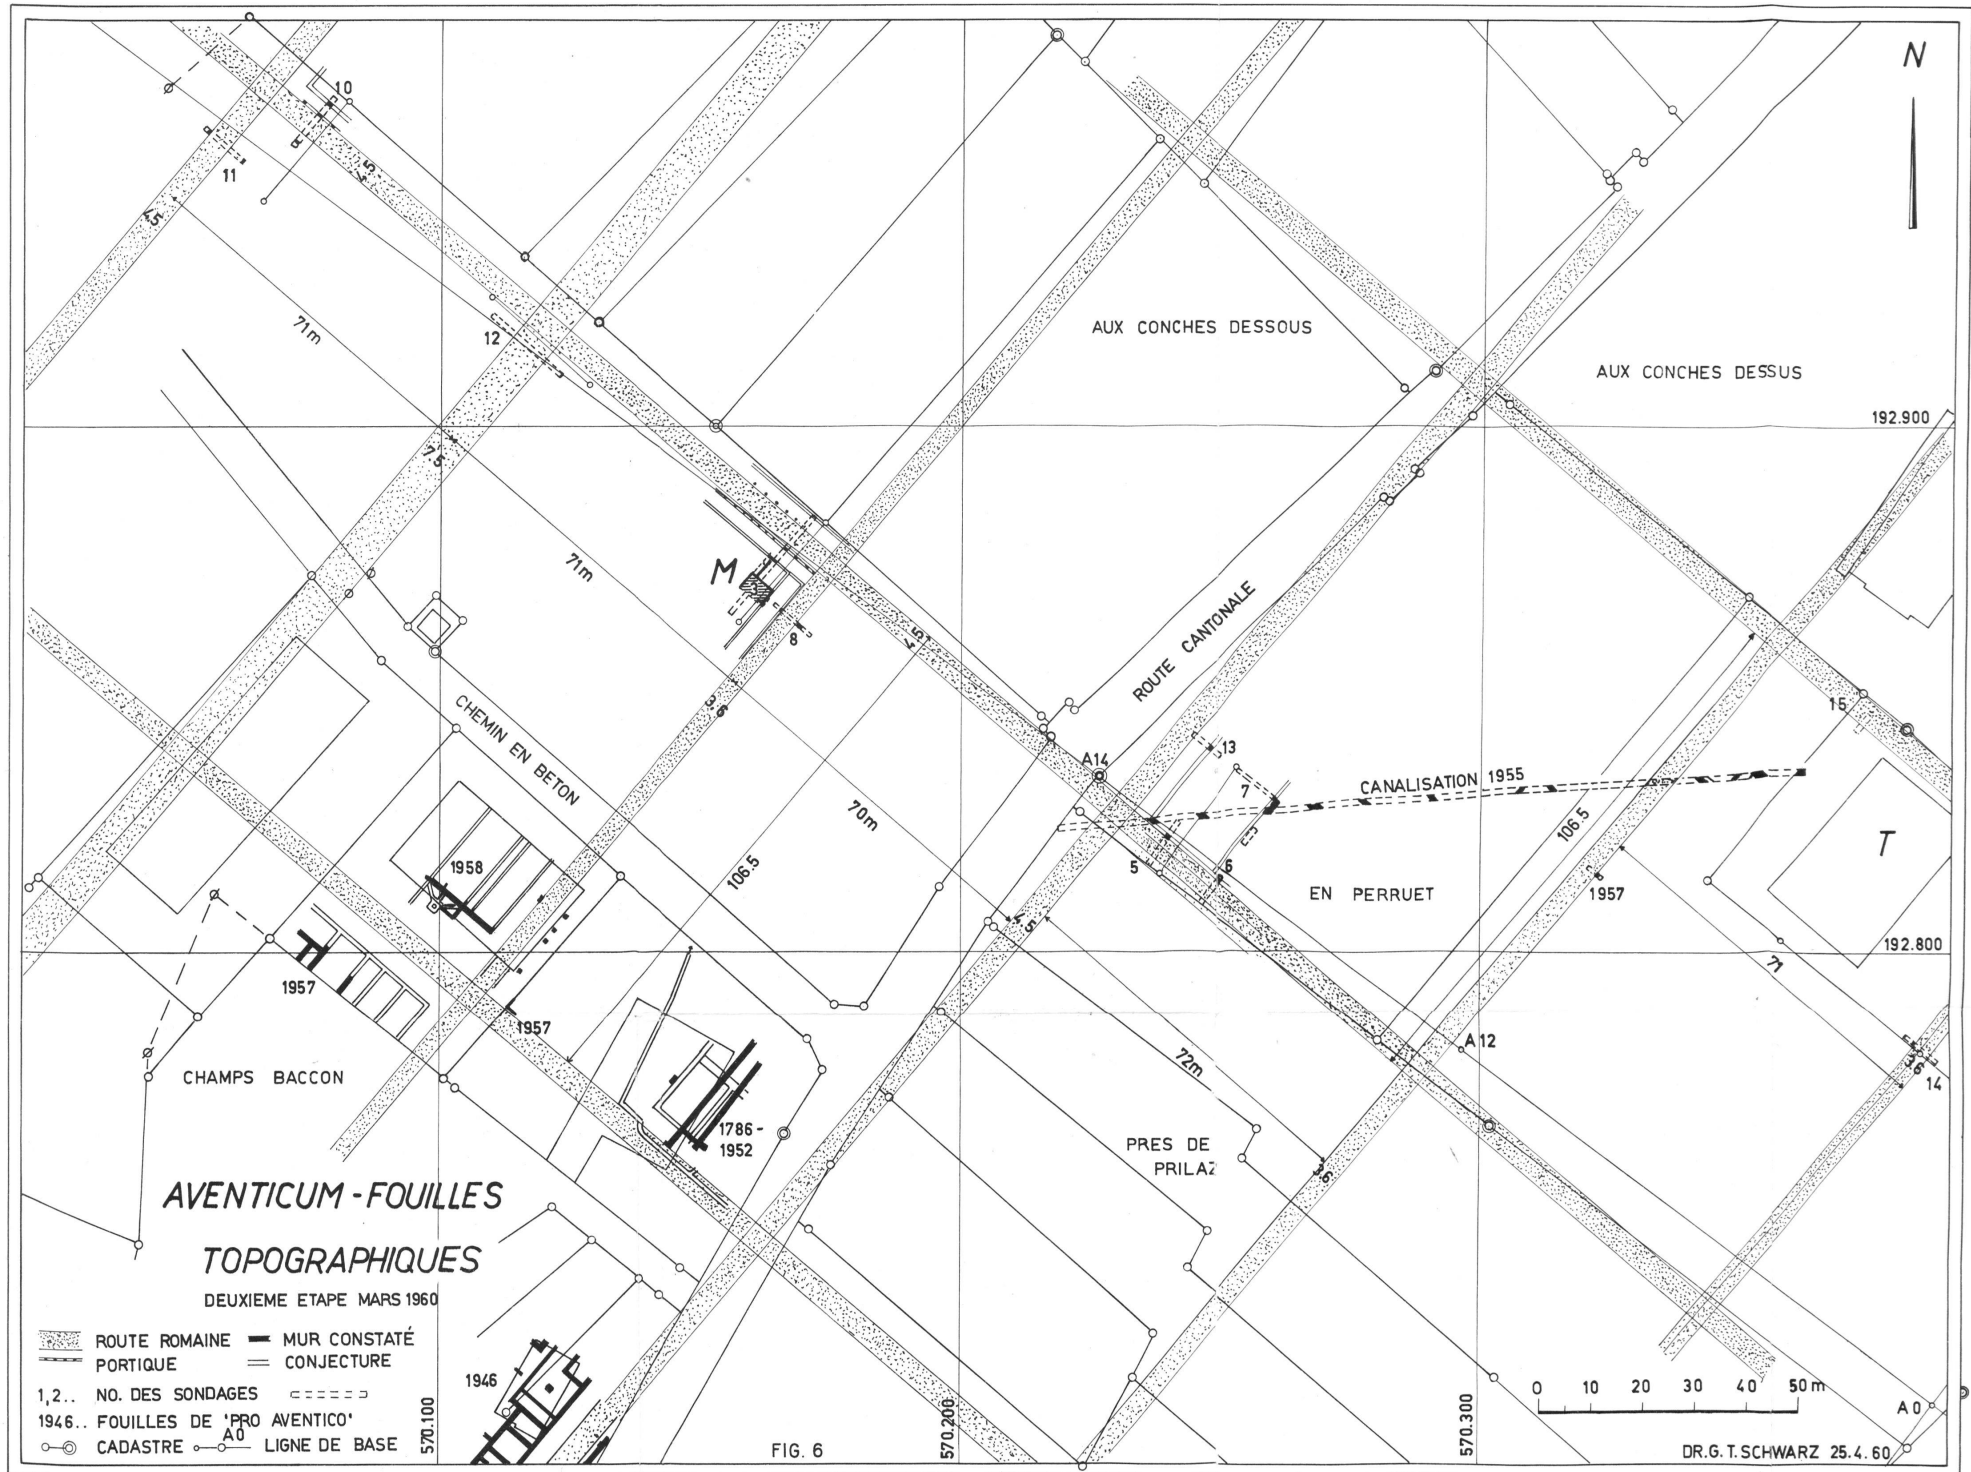 N
10
4.5
11
4.5
71m
12
AUX CONCHES DESSOUS
AUX CONCHES DESSUS
192.900
7.5
71m
M
8
4.5
ROUTE CANTONALE
3,6
CHEMIN EN BETON
15
13
A14
CANALISATION 1955
7
70m
106.5
106.5
T
5
6
1958
EN PERRUET
1957
4.5
192.800
71
1957
1957
A12
72m
3.6
14
CHAMPS BACCON
1786-
1952
PRES DE
PRILAZ
3.6
AVENTICUM - FOUILLES
TOPOGRAPHIQUES
DEUXIEME ETAPE MARS 1960
ROUTE ROMAINE
MUR CONSTATÉ
PORTIQUE
CONJECTURE
1,2.. NO. DES SONDAGES
1946.. FOUILLES DE 'PRO AVENTICO'
CADASTRE
A0
LIGNE DE BASE
1946
570.100
570.200
570.300
0 10 20 30 40 50m
A0
FIG. 6
DR.G.T.SCHWARZ 25.4.60